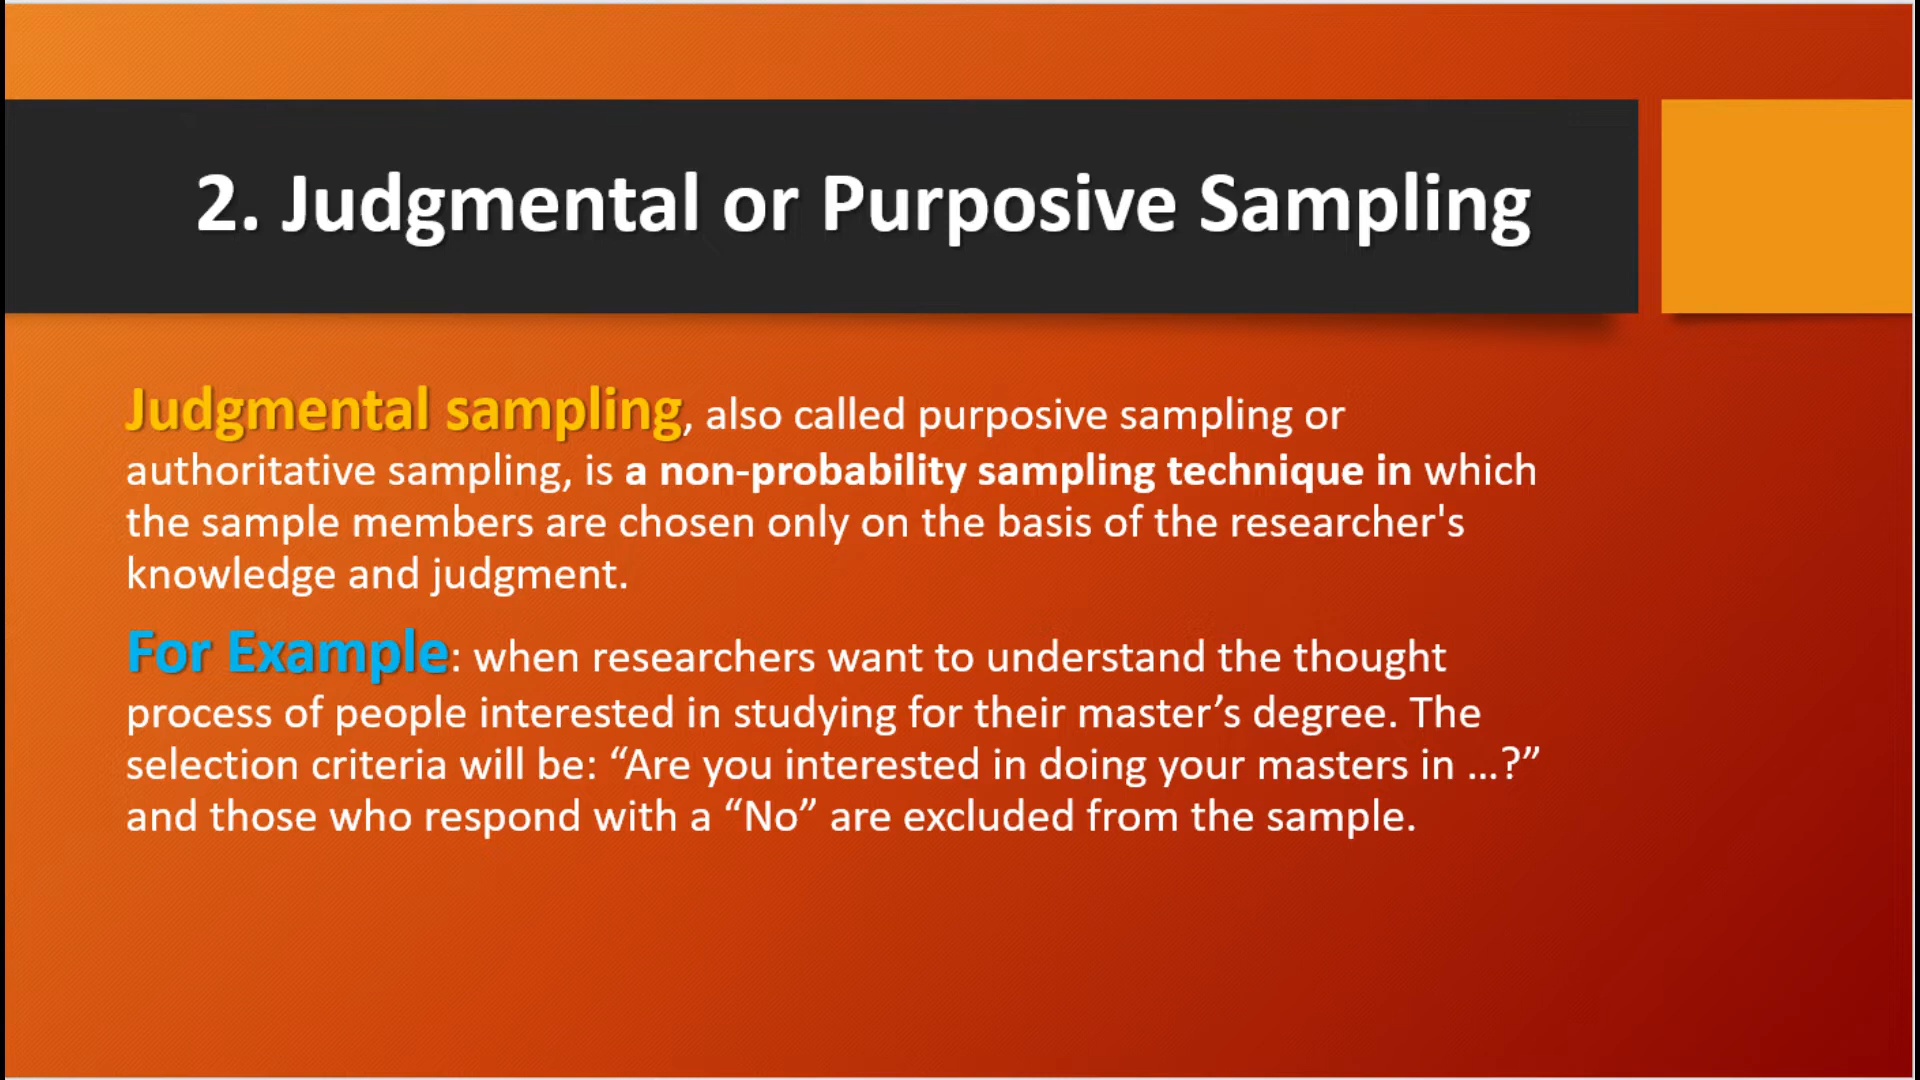 2. Judgmental or Purposive Sampling
Judgmental sampling, also called purposive sampling or
authoritative sampling, is a non-probability sampling technique in which
the sample members are chosen only on the basis of the researcher's
knowledge and judgment.
For Example: when researchers want to understand the thought
process of people interested in studying for their master’s degree. The
selection criteria will be: “Are you interested in doing your masters in ...?”
and those who respond with a “No” are excluded from the sample.